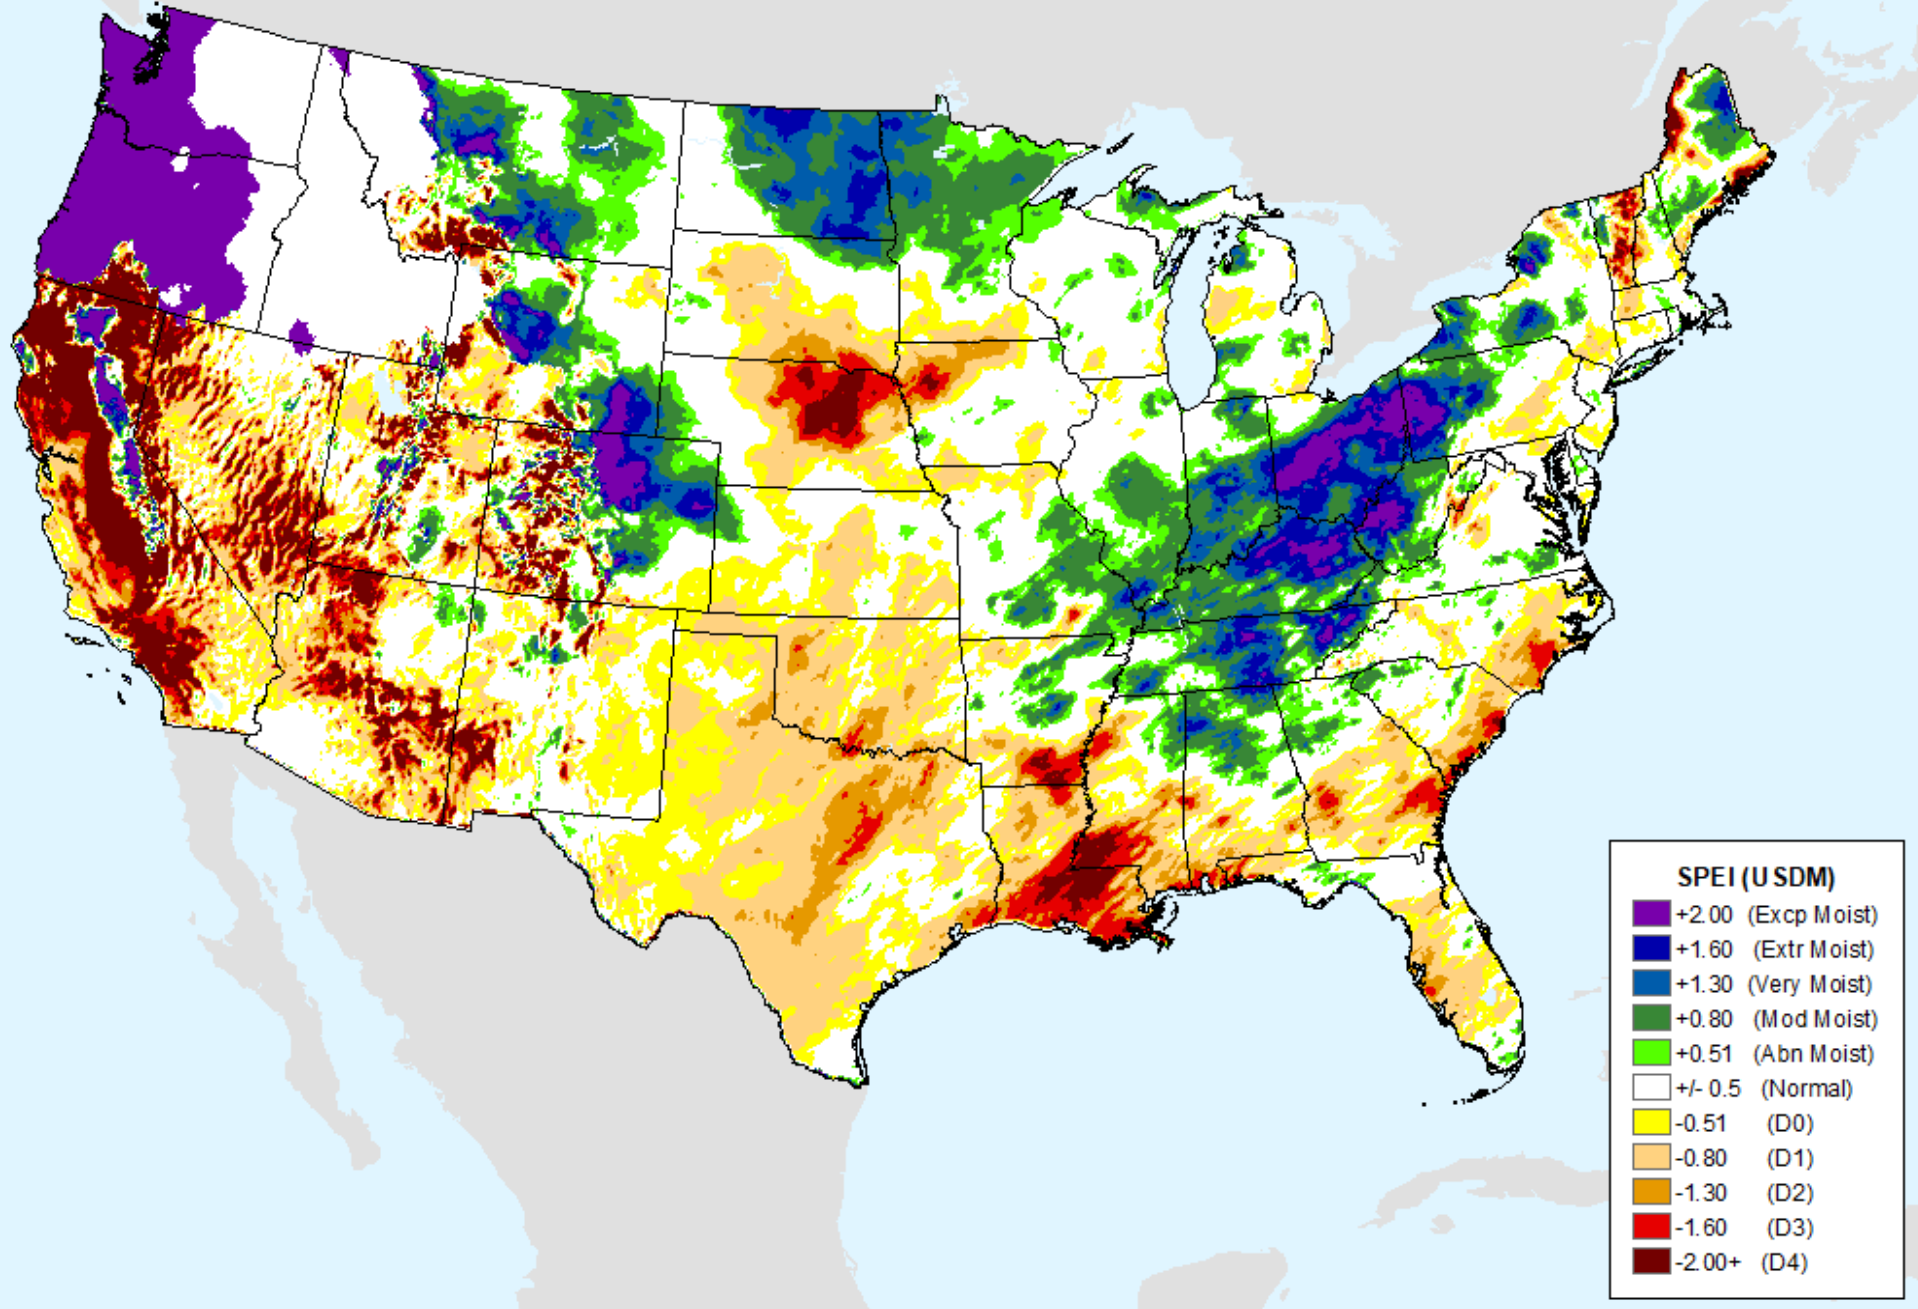 SPEI (USDM)
+2.00 (Excp Moist)
+1.60 (Extr Moist)
+1.30 (Very Moist)
+0.80 (Mod Moist)
+0.51 (Abn Moist)
+/- 0.5 (Normal)
-0.51 (D0)
-0.80 (D1)
-1.30 (D2)
-1.60 (D3)
-2.00+ (D4)